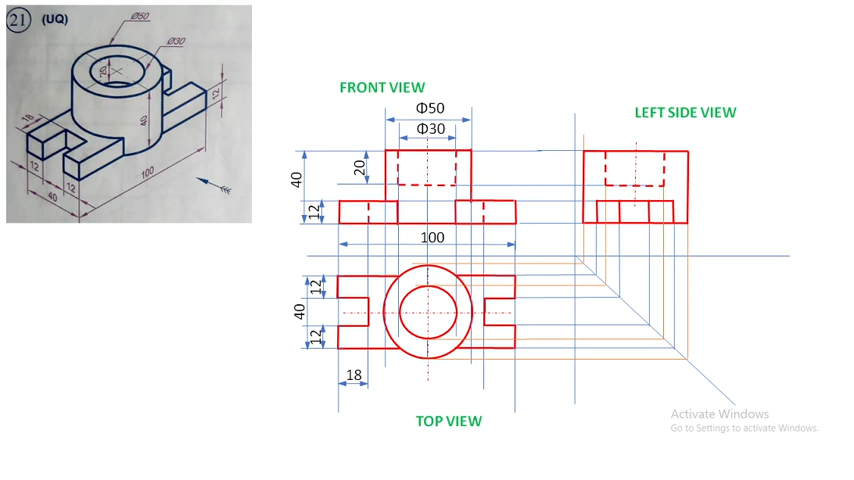 21 (UQ)
Ø50
Ø30
20
12
18
40
12
12
40
100
FRONT VIEW
Φ50
Φ30
20
40
12
100
LEFT SIDE VIEW
12
40
12
18
TOP VIEW
Activate Windows
Go to Settings to activate Windows.